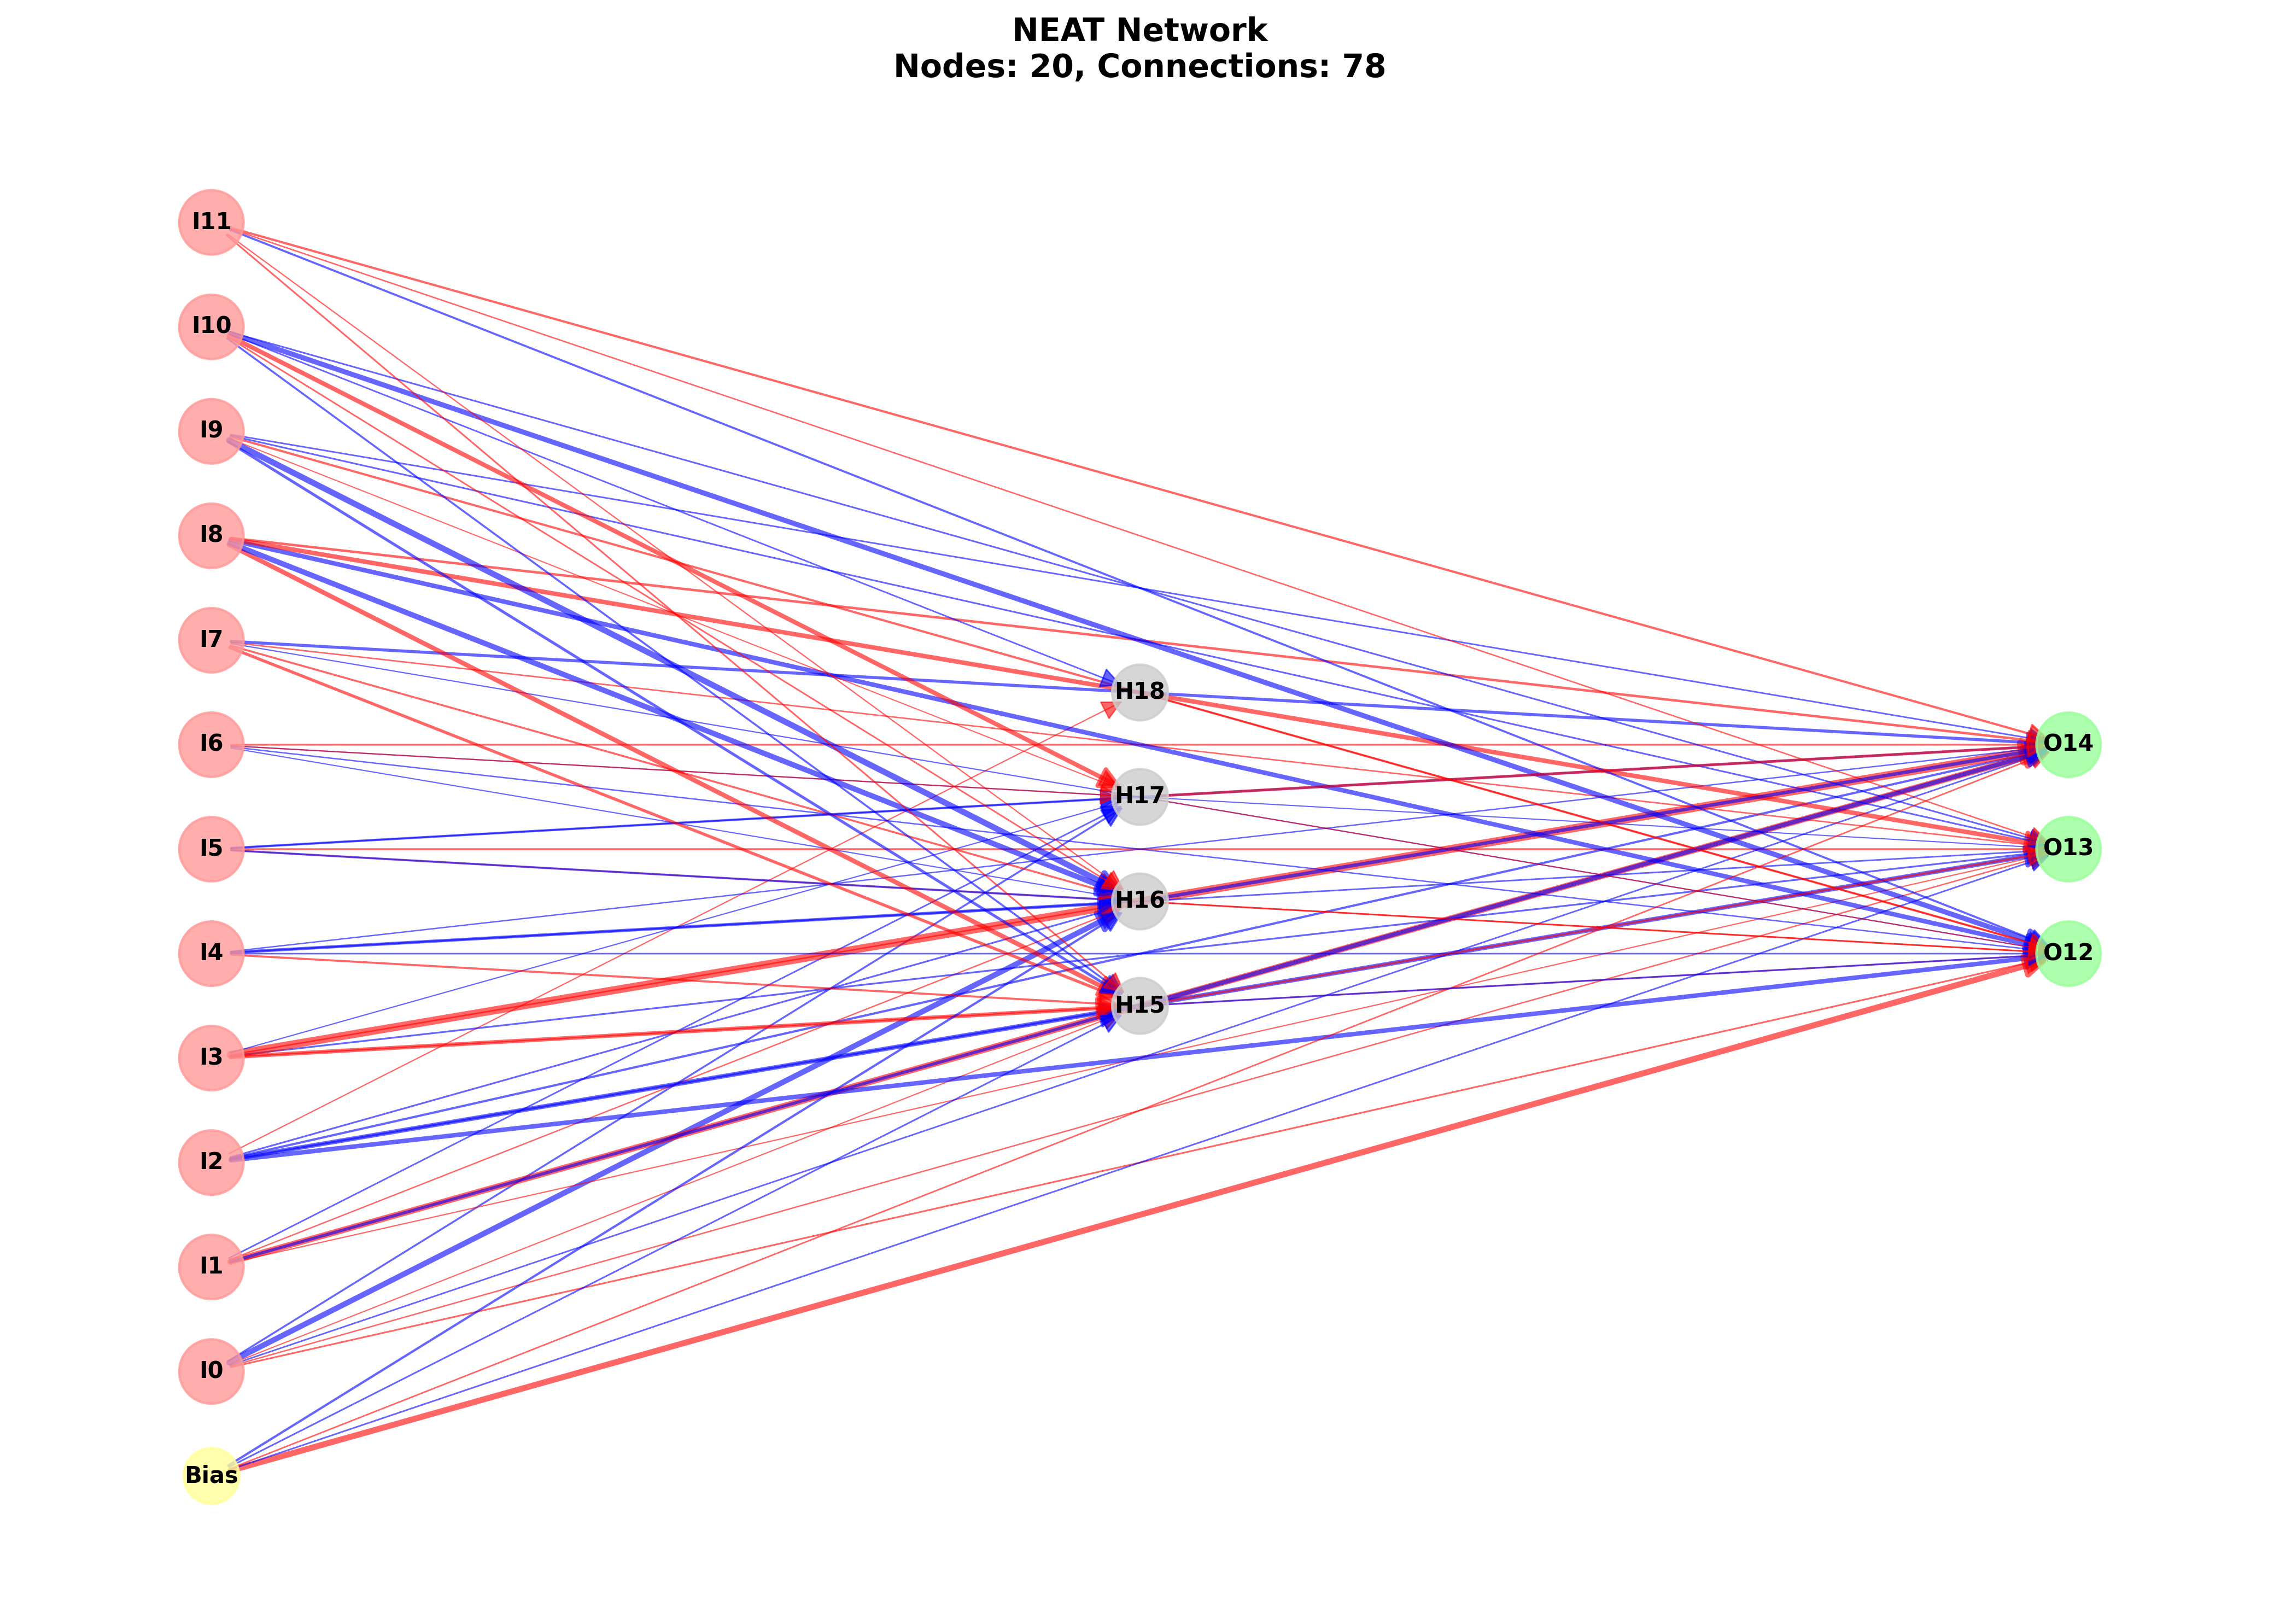 NEAT Network
Nodes: 20, Connections: 78
I11
I10
I9
I8
I7
I6
I5
I4
I3
I2
I1
I0
Bias
H18
H17
H16
H15
O14
O13
O12